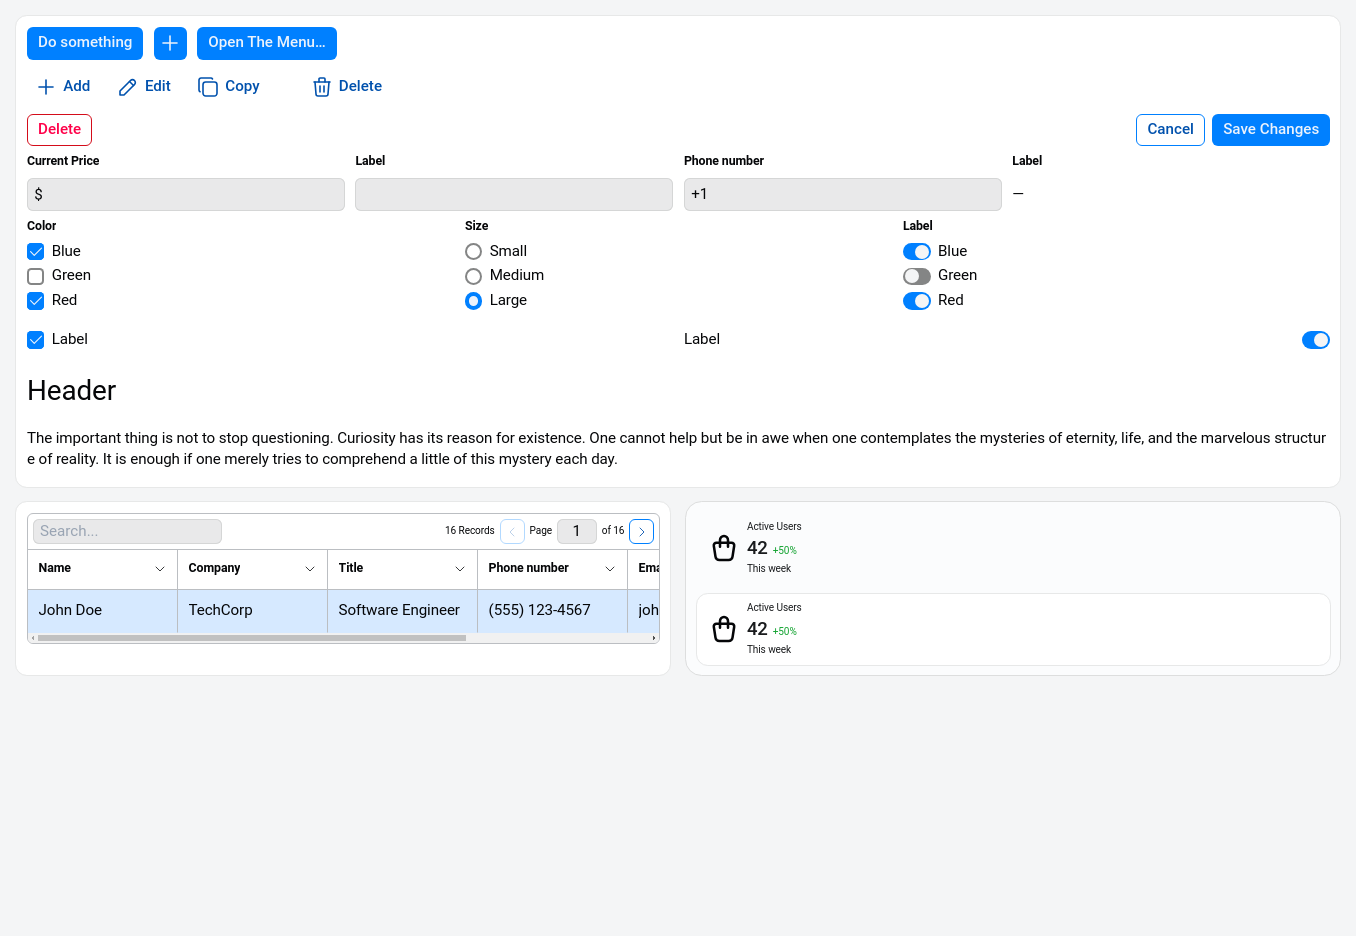 Do something
Open The Menu...
Add Edit Copy Delete
Delete Cancel Save Changes
Current Price Label Phone number Label
$ +1 —
Color Size Label
Blue Small Blue
Green Medium Green
Red Large Red
Label Label
Header
The important thing is not to stop questioning. Curiosity has its reason for existence. One cannot help but be in awe when one contemplates the mysteries of eternity, life, and the marvelous structur
e of reality. It is enough if one merely tries to comprehend a little of this mystery each day.
Search... 16 Records Page 1 of 16
Name Company Title Phone number Ema
John Doe TechCorp Software Engineer (555) 123-4567 joh
Active Users
42 +50%
This week
Active Users
42 +50%
This week